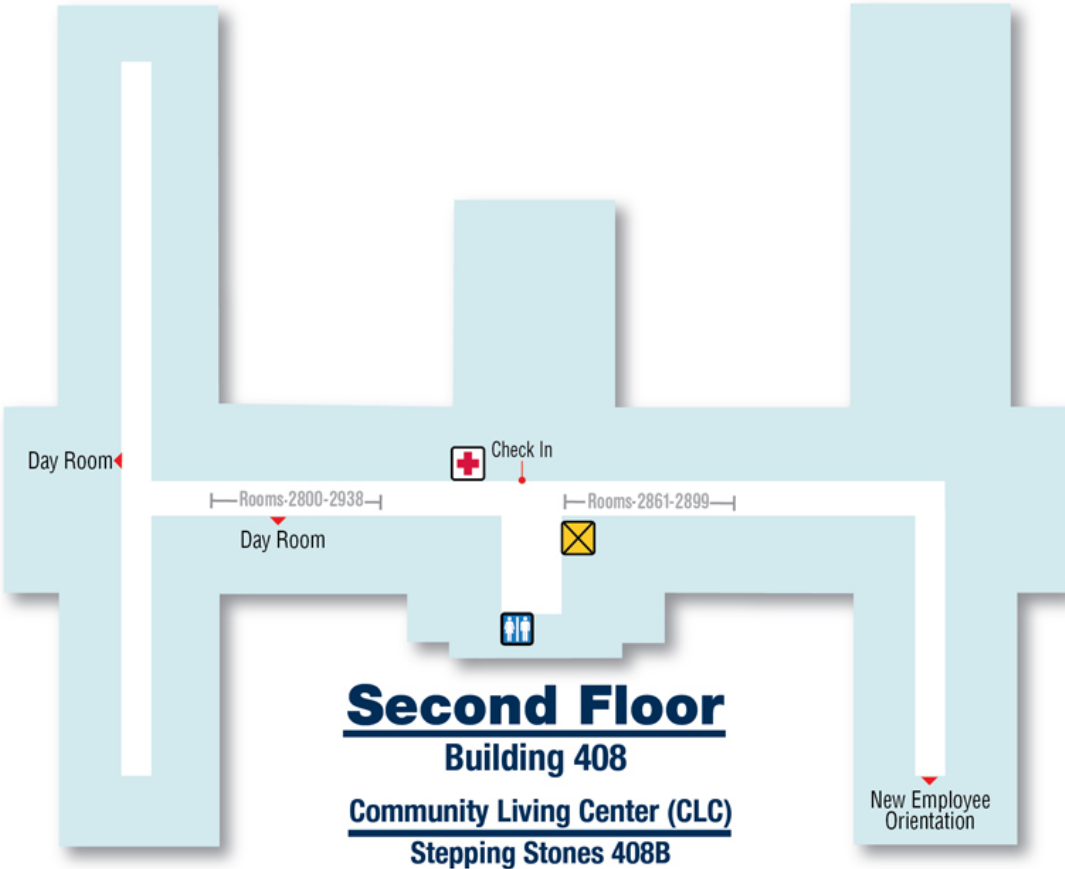 Check In
Day Room
Rooms-2800-2938
Rooms-2861-2899
Day Room
Second Floor
Building 408
Community Living Center (CLC)
Stepping Stones 408B
New Employee
Orientation